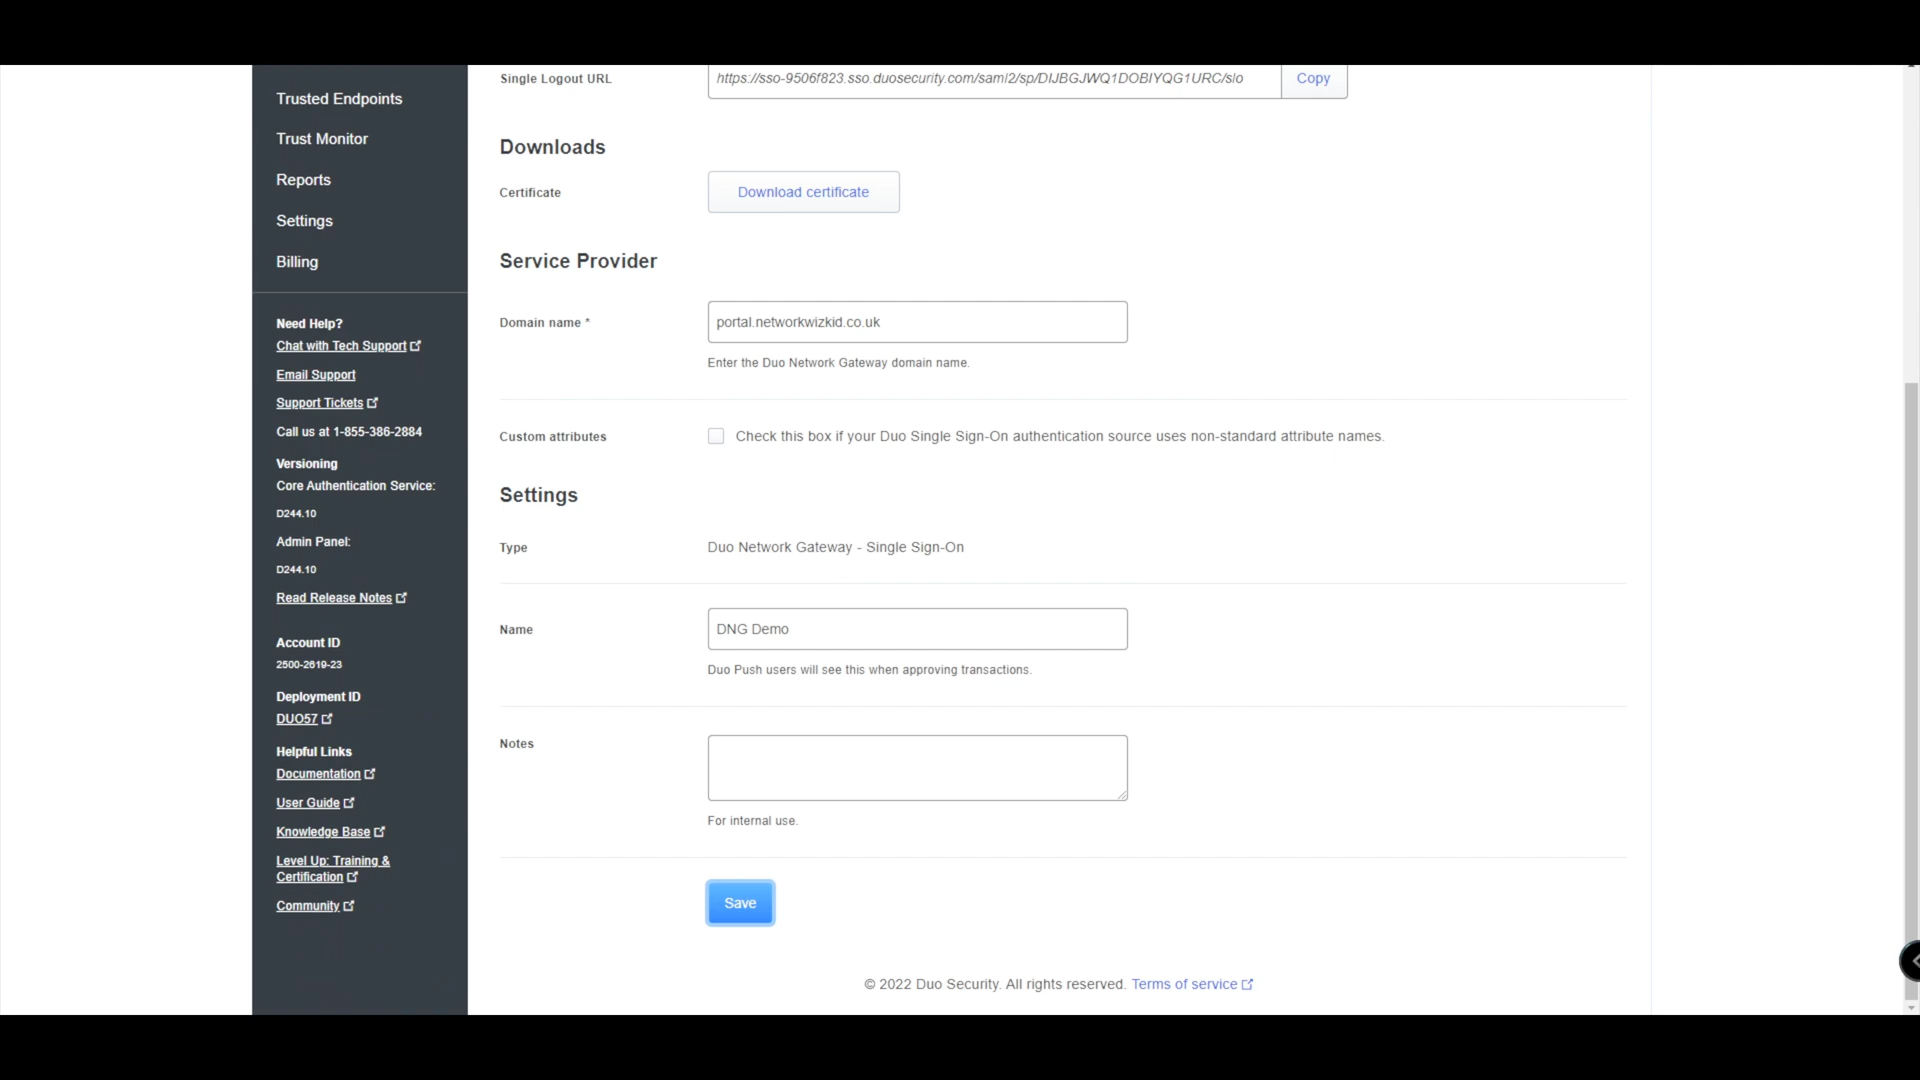 Trusted Endpoints
Trust Monitor
Reports
Settings
Billing
Need Help?
Chat with Tech Support
Email Support
Support Tickets
Call us at 1-855-386-2884
Versioning
Core Authentication Service:
D244.10
Admin Panel:
D244.10
Read Release Notes
Account ID
2500-2619-23
Deployment ID
DUO57
Helpful Links
Documentation
User Guide
Knowledge Base
Level Up: Training &
Certification
Community
Single Logout URL
https://sso-9506f823.sso.duosecurity.com/saml2/sp/DIJBGJWQ1DOBIYQG1URC/slo
Copy
Downloads
Certificate
Download certificate
Service Provider
Domain name *
portal.networkwizkid.co.uk
Enter the Duo Network Gateway domain name.
Custom attributes
Check this box if your Duo Single Sign-On authentication source uses non-standard attribute names.
Settings
Type
Duo Network Gateway - Single Sign-On
Name
DNG Demo
Duo Push users will see this when approving transactions.
Notes
For internal use.
Save
© 2022 Duo Security. All rights reserved. Terms of service